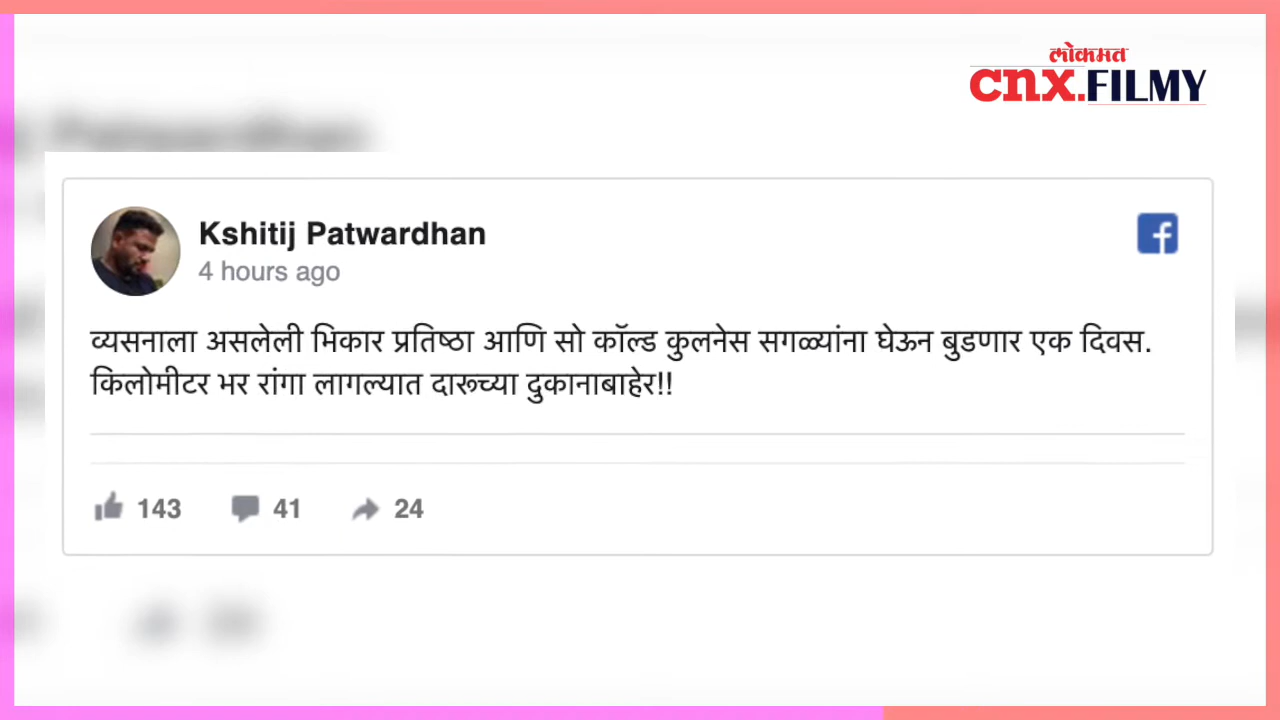 लोकमत
cnx.FILMY
Kshitij Patwardhan
4 hours ago
व्यसनाला असलेली भिकार प्रतिष्ठा आणि सो कॉल्ड कुलनेस सगळ्यांना घेऊन बुडणार एक दिवस.
किलोमीटर भर रांगा लागल्यात दारूच्या दुकानाबाहेर!!
143 41 24